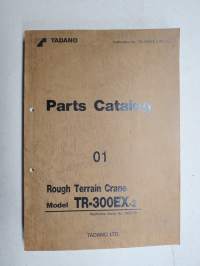 TADANO
Parts Catalog
01
Rough Terrain Crane
Model TR-300EX-3
TADANO LTD.